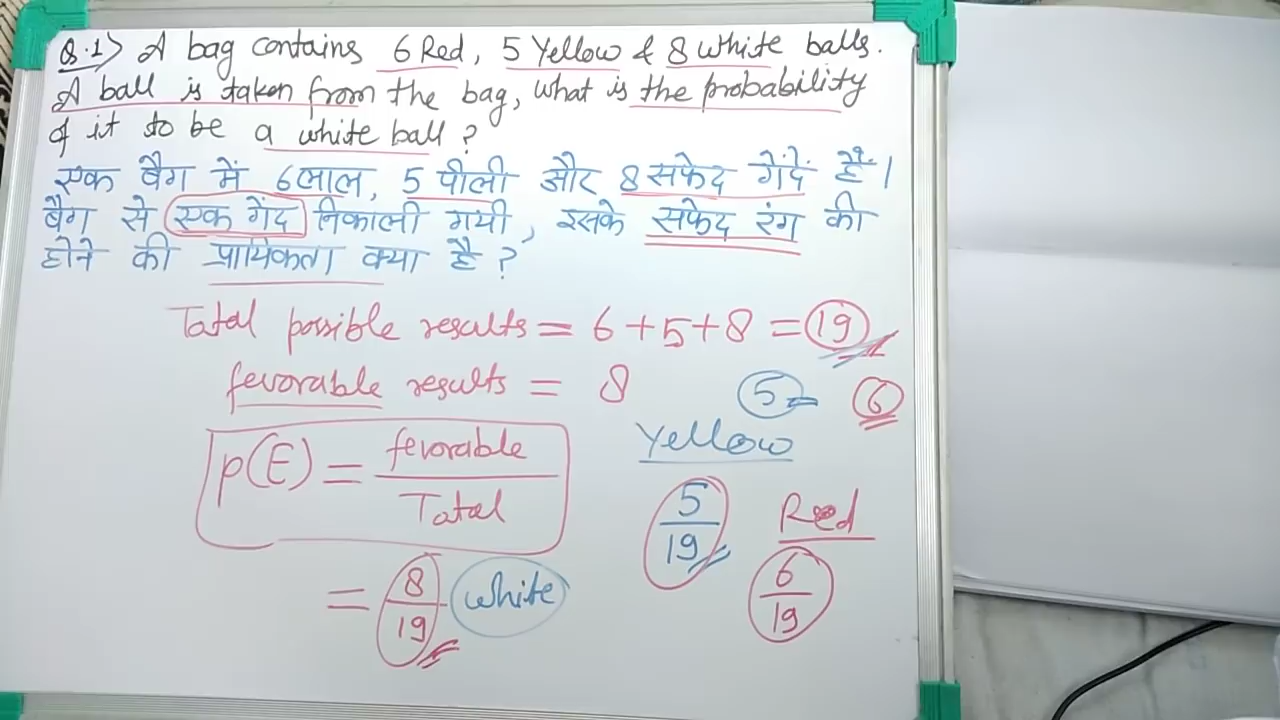 Q.1) A bag contains 6 Red, 5 Yellow & 8 White balls.
A ball is taken from the bag, what is the probability
of it to be a white ball?
एक बैग में 6 लाल, 5 पीली और 8 सफेद गेंदें हैं।
बैग से एक गेंद निकाली गयी, इसके सफेद रंग की
होने की प्रायिकता क्या है?
Total possible results = 6+5+8 = 19
feverable results = 8
5 = 6
Yellow
p(E) = feverable / Total
5/19
Red
6/19
= 8/19 white